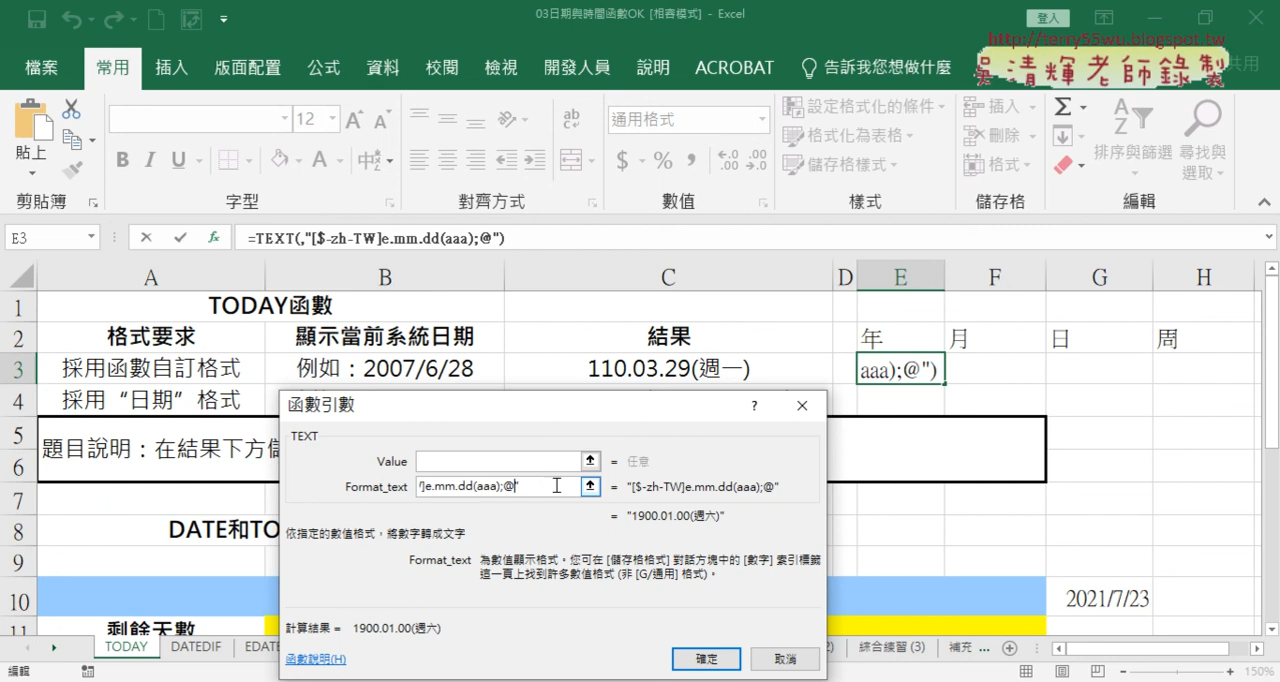 03日期與時間函數OK [相容模式] - Excel
登入
http://terry55wu.blogspot.tw
吳清輝老師錄製
檔案 常用 插入 版面配置 公式 資料 校閱 檢視 開發人員 說明 ACROBAT 告訴我您想做什麼 共用
貼上
12
通用格式
設定格式化的條件
格式化為表格
儲存格樣式
插入
刪除
格式
排序與篩選
尋找與選取
剪貼簿 字型 對齊方式 數值 樣式 儲存格 編輯
E3 fx =TEXT(,"[$-zh-TW]e.mm.dd(aaa);@")
A B C D E F G H
1 TODAY函數
2 格式要求 顯示當前系統日期 結果 年 月 日 周
3 採用函數自訂格式 例如：2007/6/28 110.03.29(週一) aaa);@")
4 採用“日期”格式
5 題目說明：在結果下方儲
6
7
8 DATE和TO
9
10 2021/7/23
11 剩餘天數
函數引數 ?
TEXT
Value = 任意
Format_text ']e.mm.dd(aaa);@" = "[$-zh-TW]e.mm.dd(aaa);@"
= "1900.01.00(週六)"
依指定的數值格式，將數字轉成文字
Format_text 為數值顯示格式。您可在 [儲存格格式] 對話方塊中的 [數字] 索引標籤
這一頁上找到許多數值格式 (非 [G/通用] 格式)。
計算結果 = 1900.01.00(週六)
函數說明(H)
確定 取消
TODAY DATEDIF EDATE 2) 綜合練習 (3) 補充 ...
編輯 150%